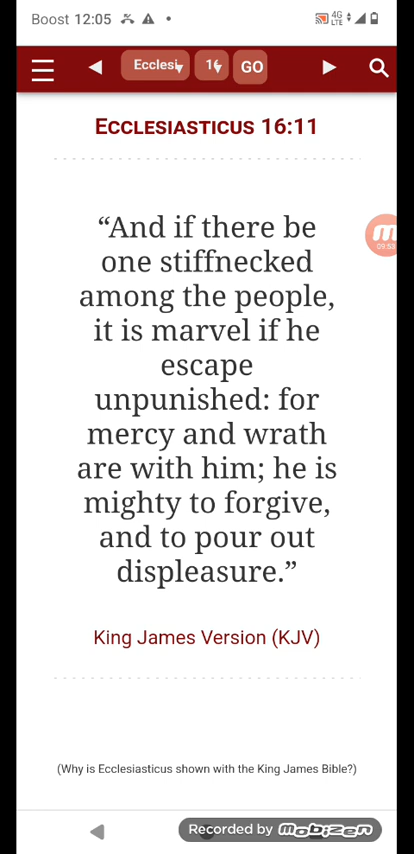 Boost 12:05
4G
LTE
Ecclesi
16
GO
ECCLESIASTICUS 16:11
“And if there be
one stiffnecked
among the people,
it is marvel if he
escape
unpunished: for
mercy and wrath
are with him; he is
mighty to forgive,
and to pour out
displeasure.”
m
09:53
King James Version (KJV)
(Why is Ecclesiasticus shown with the King James Bible?)
Recorded by mobizen